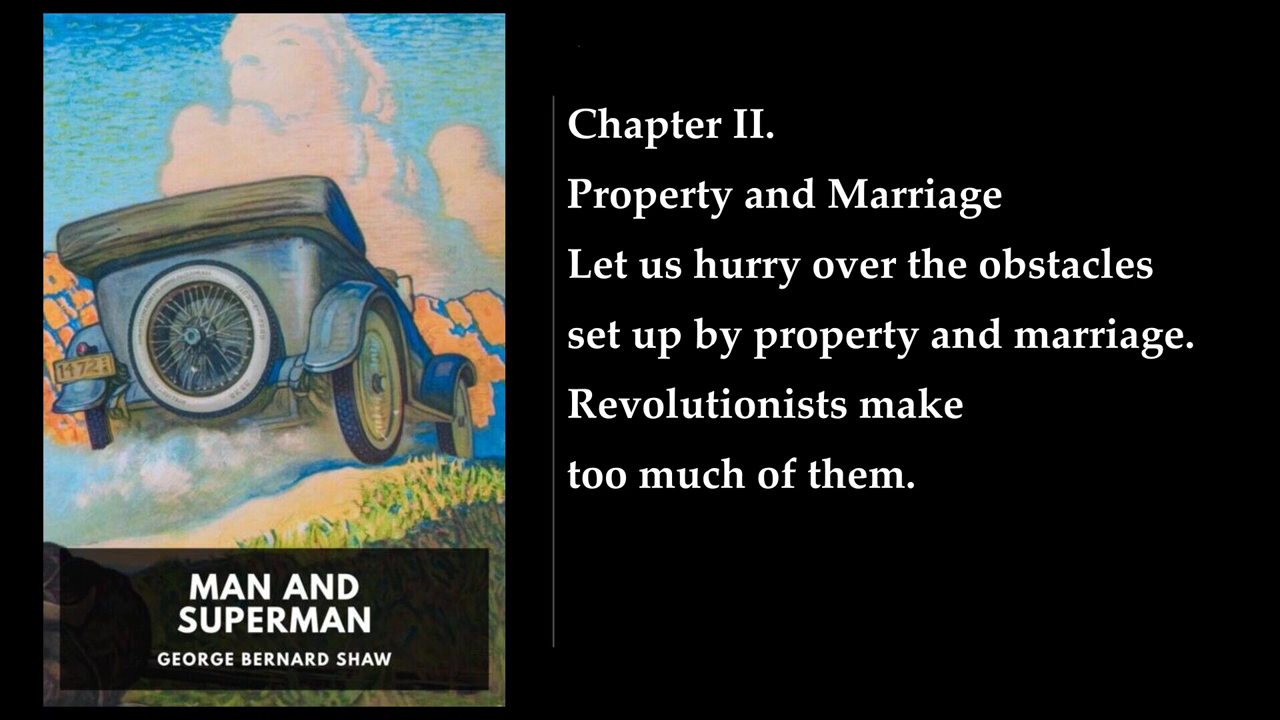 Chapter II.
Property and Marriage
Let us hurry over the obstacles
set up by property and marriage.
Revolutionists make
too much of them.
1472
MAN AND
SUPERMAN
GEORGE BERNARD SHAW